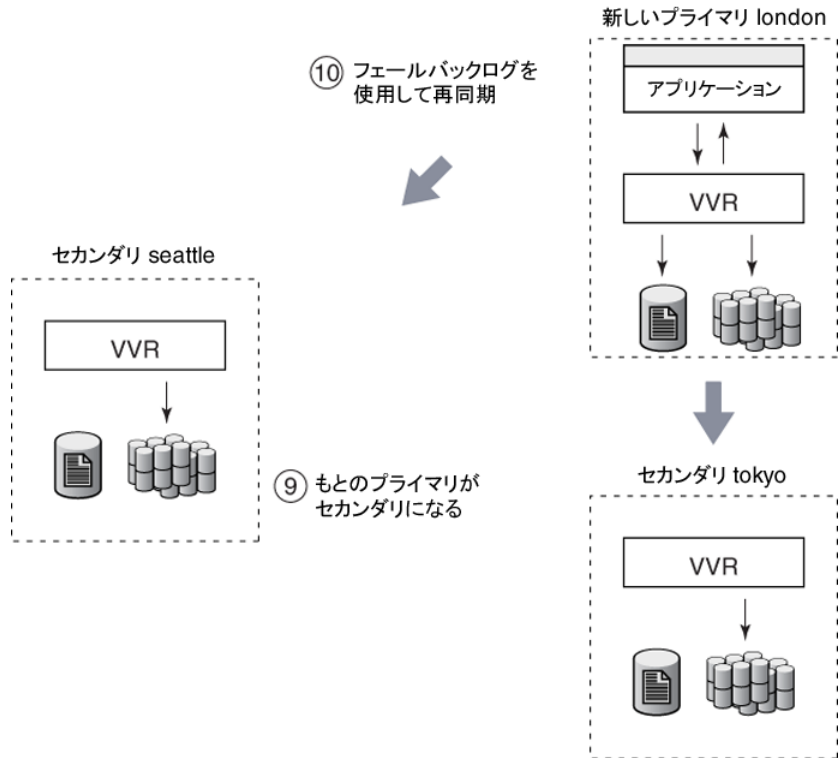 新しいプライマリ london
⑩ フェールバックログを
使用して再同期
アプリケーション
VVR
セカンダリ seattle
VVR
⑨ もとのプライマリが
セカンダリになる
セカンダリ tokyo
VVR